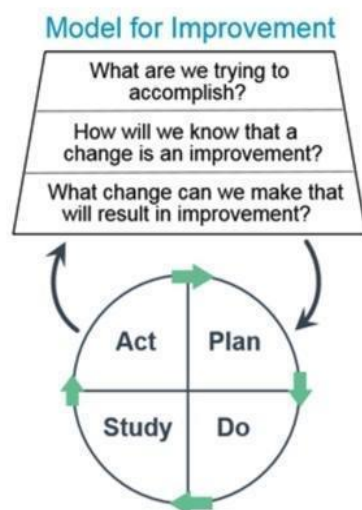 Model for Improvement
What are we trying to
accomplish?
How will we know that a
change is an improvement?
What change can we make that
will result in improvement?
Act
Plan
Study
Do